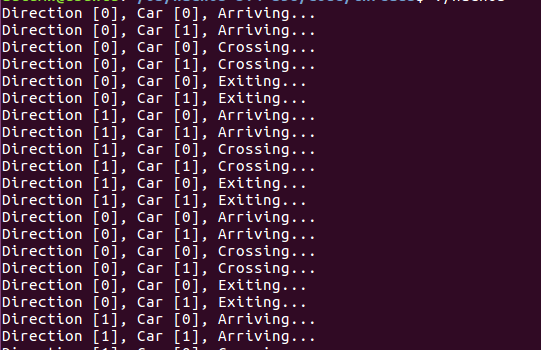 Direction [0], Car [0], Arriving...
Direction [0], Car [1], Arriving...
Direction [0], Car [0], Crossing...
Direction [0], Car [1], Crossing...
Direction [0], Car [0], Exiting...
Direction [0], Car [1], Exiting...
Direction [1], Car [0], Arriving...
Direction [1], Car [1], Arriving...
Direction [1], Car [0], Crossing...
Direction [1], Car [1], Crossing...
Direction [1], Car [0], Exiting...
Direction [1], Car [1], Exiting...
Direction [0], Car [0], Arriving...
Direction [0], Car [1], Arriving...
Direction [0], Car [0], Crossing...
Direction [0], Car [1], Crossing...
Direction [0], Car [0], Exiting...
Direction [0], Car [1], Exiting...
Direction [1], Car [0], Arriving...
Direction [1], Car [1], Arriving...